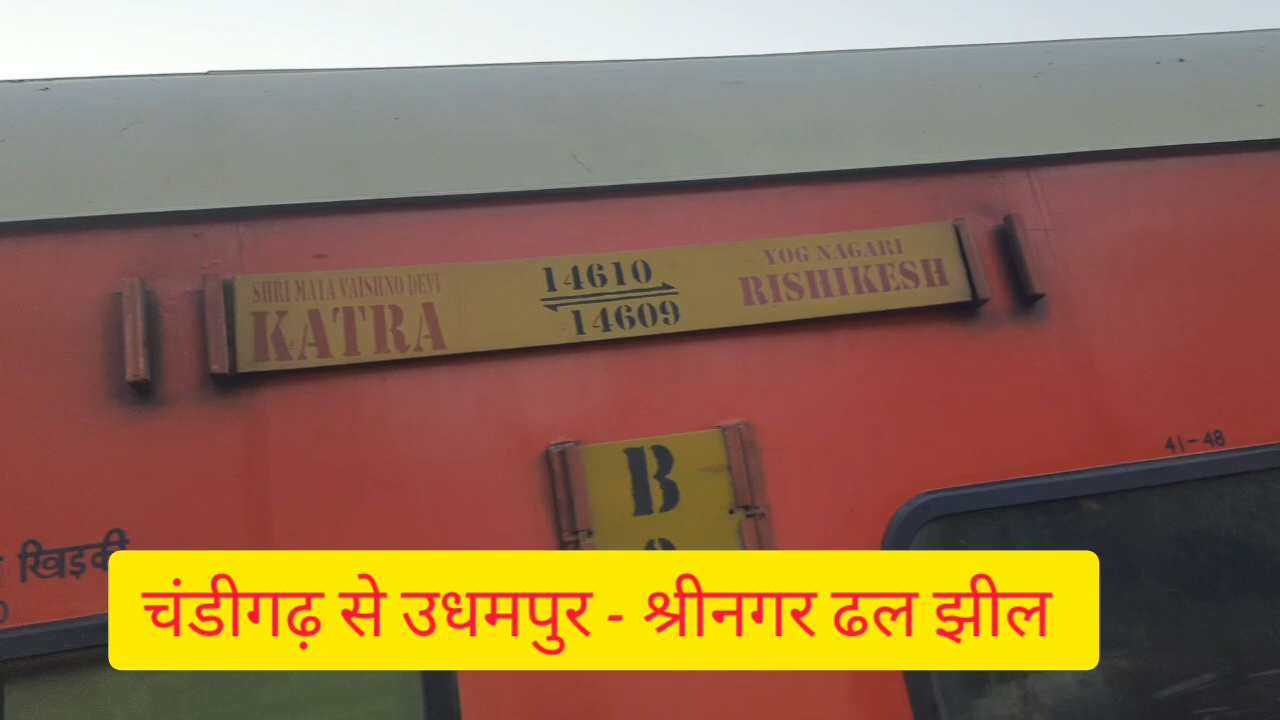 SHRI MATA VAISHNO DEVI
KATRA
14610
14609
YOG NAGARI
RISHIKESH
B
41-48
खिड़की
चंडीगढ़ से उधमपुर - श्रीनगर ढल झील